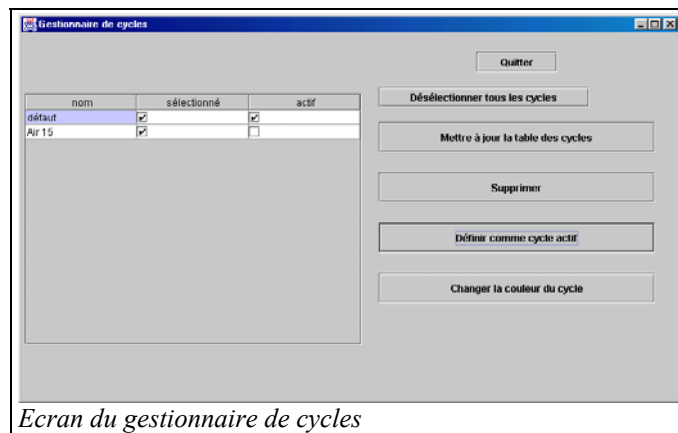 Gestionnaire de cycles
Quitter
Désélectionner tous les cycles
nom sélectionné actif
défaut
Air 15
Mettre à jour la table des cycles
Supprimer
Définir comme cycle actif
Changer la couleur du cycle
Ecran du gestionnaire de cycles